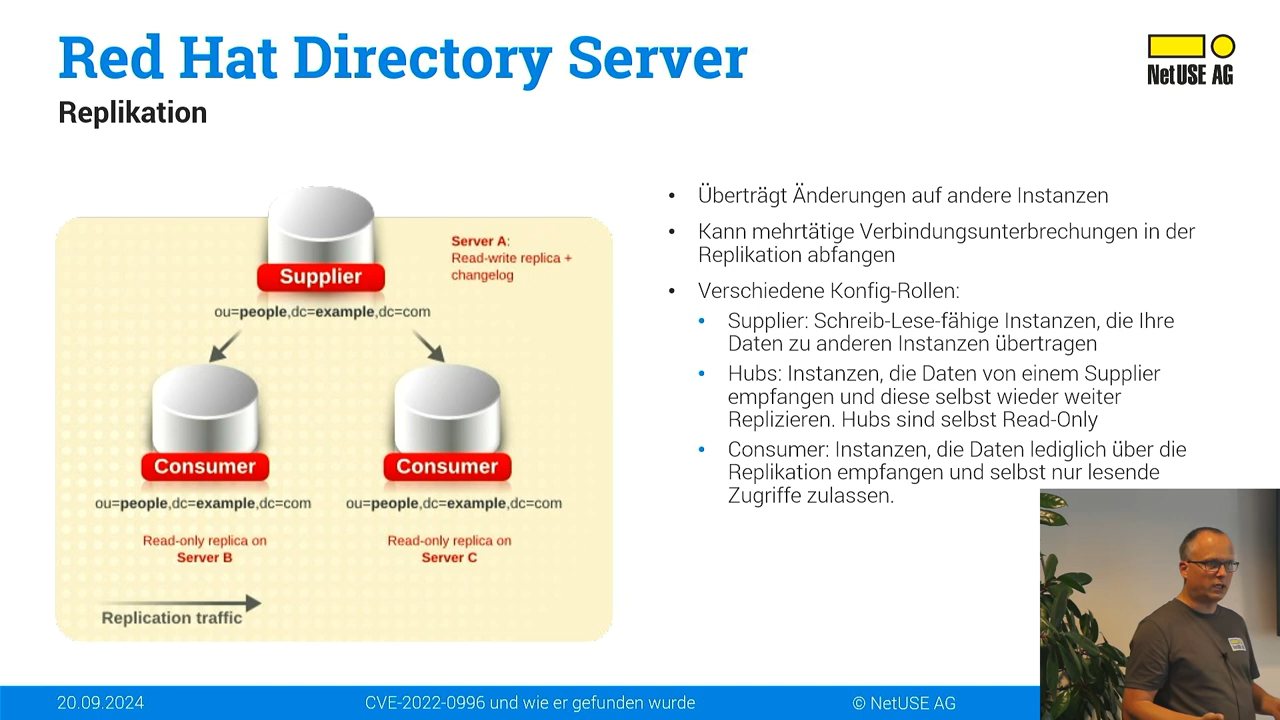 Red Hat Directory Server
Replikation
NetUSE AG
Supplier
Server A:
Read-write replica +
changelog
ou=people,dc=example,dc=com
Consumer
Consumer
ou=people,dc=example,dc=com
ou=people,dc=example,dc=com
Read-only replica on
Server B
Read-only replica on
Server C
Replication traffic
• Überträgt Änderungen auf andere Instanzen
• Kann mehrtätige Verbindungsunterbrechungen in der
Replikation abfangen
• Verschiedene Konfig-Rollen:
• Supplier: Schreib-Lese-fähige Instanzen, die Ihre
Daten zu anderen Instanzen übertragen
• Hubs: Instanzen, die Daten von einem Supplier
empfangen und diese selbst wieder weiter
Replizieren. Hubs sind selbst Read-Only
• Consumer: Instanzen, die Daten lediglich über die
Replikation empfangen und selbst nur lesende
Zugriffe zulassen.
20.09.2024
CVE-2022-0996 und wie er gefunden wurde
© NetUSE AG